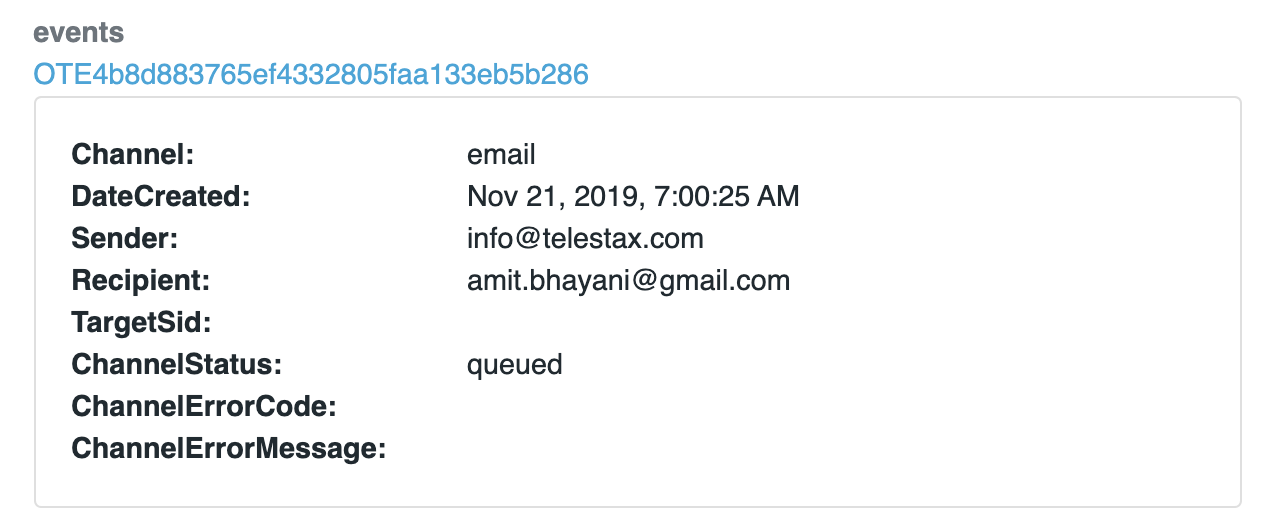 events
OTE4b8d883765ef4332805faa133eb5b286
Channel: email
DateCreated: Nov 21, 2019, 7:00:25 AM
Sender: info@telestax.com
Recipient: amit.bhayani@gmail.com
TargetSid:
ChannelStatus: queued
ChannelErrorCode:
ChannelErrorMessage: